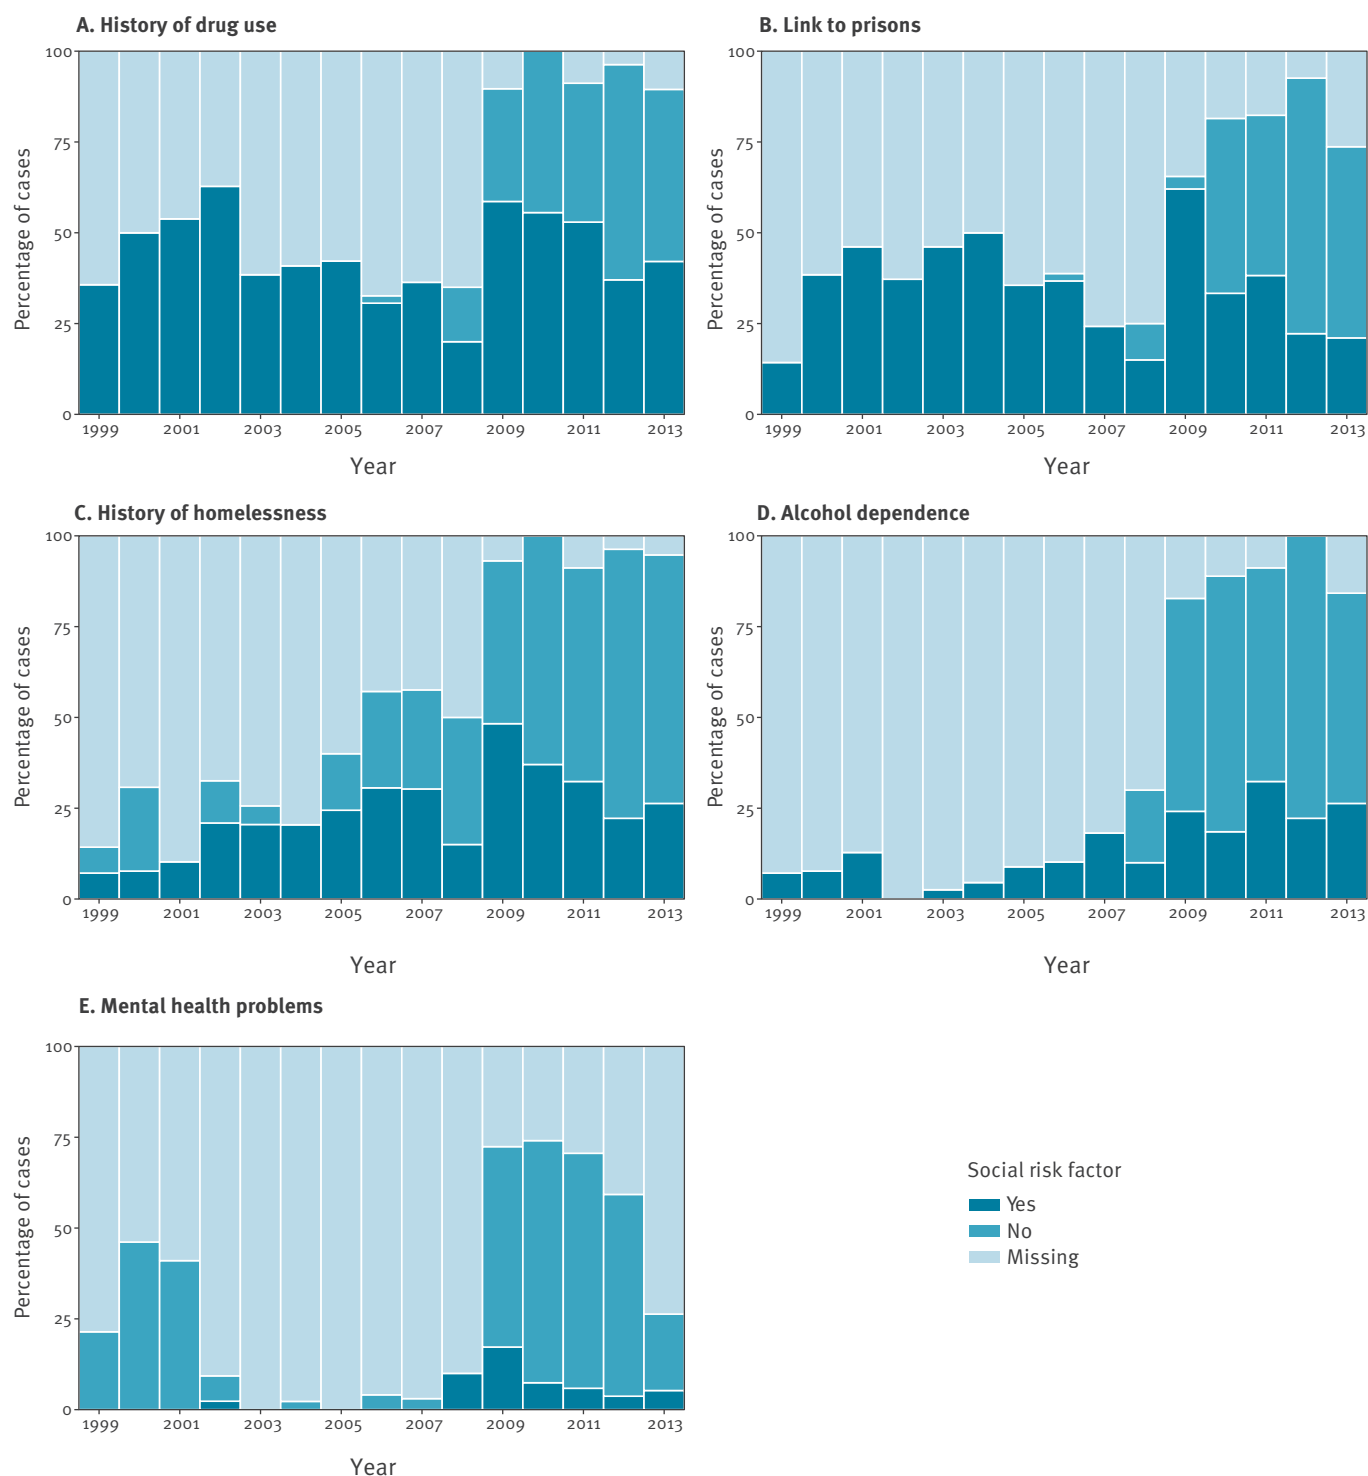 A. History of drug use
Percentage of cases
100
75
50
25
0
1999 2001 2003 2005 2007 2009 2011 2013
Year
B. Link to prisons
Percentage of cases
100
75
50
25
0
1999 2001 2003 2005 2007 2009 2011 2013
Year
C. History of homelessness
Percentage of cases
100
75
50
25
0
1999 2001 2003 2005 2007 2009 2011 2013
Year
D. Alcohol dependence
Percentage of cases
100
75
50
25
0
1999 2001 2003 2005 2007 2009 2011 2013
Year
E. Mental health problems
Percentage of cases
100
75
50
25
0
1999 2001 2003 2005 2007 2009 2011 2013
Year
Social risk factor
Yes
No
Missing